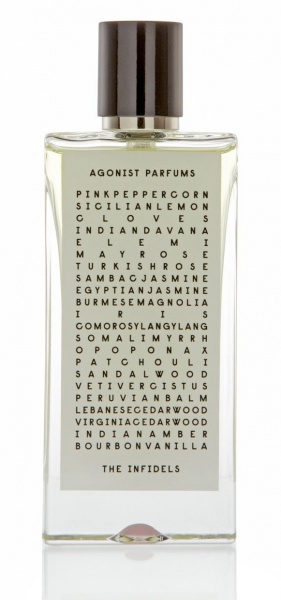 AGONIST PARFUMS
PINKPEPPERCORN
SICILIANLEMON
CLOVES
INDIANDAVANA
ELEMI
MAYROSE
TURKISHROSE
SAMBACJASMINE
EGYPTIANJASMINE
BURMESEMAGNOLIA
IRIS
COMOROSYLANGYLANG
SOMALIMYRRH
OPOPONAX
PATCHOULI
SANDALWOOD
VETIVERCISTUS
PERUVIANBALM
LEBANESECEDARWOOD
VIRGINIACEDARWOOD
INDIANAMBER
BOURBONVANILLA
THE INFIDELS